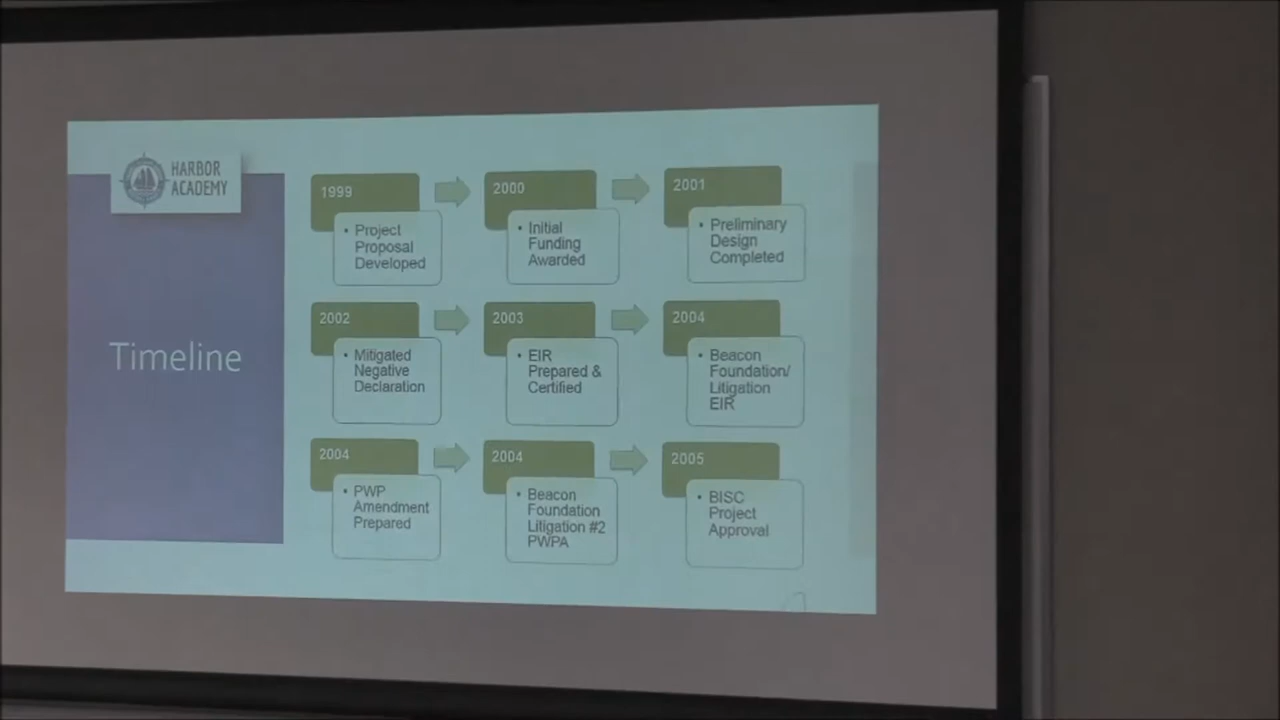 HARBOR
ACADEMY
Timeline
1999
• Project
Proposal
Developed
2000
• Initial
Funding
Awarded
2001
• Preliminary
Design
Completed
2002
• Mitigated
Negative
Declaration
2003
• EIR
Prepared &
Certified
2004
• Beacon
Foundation/
Litigation
EIR
2004
• PWP
Amendment
Prepared
2004
• Beacon
Foundation
Litigation #2
PWPA
2005
• BISC
Project
Approval